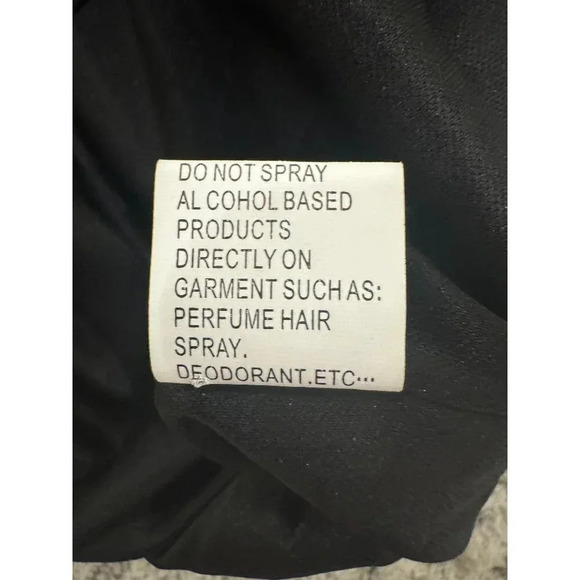 DO NOT SPRAY
AL COHOL BASED
PRODUCTS
DIRECTLY ON
GARMENT SUCH AS:
PERFUME HAIR
SPRAY.
DEODORANT.ETC···